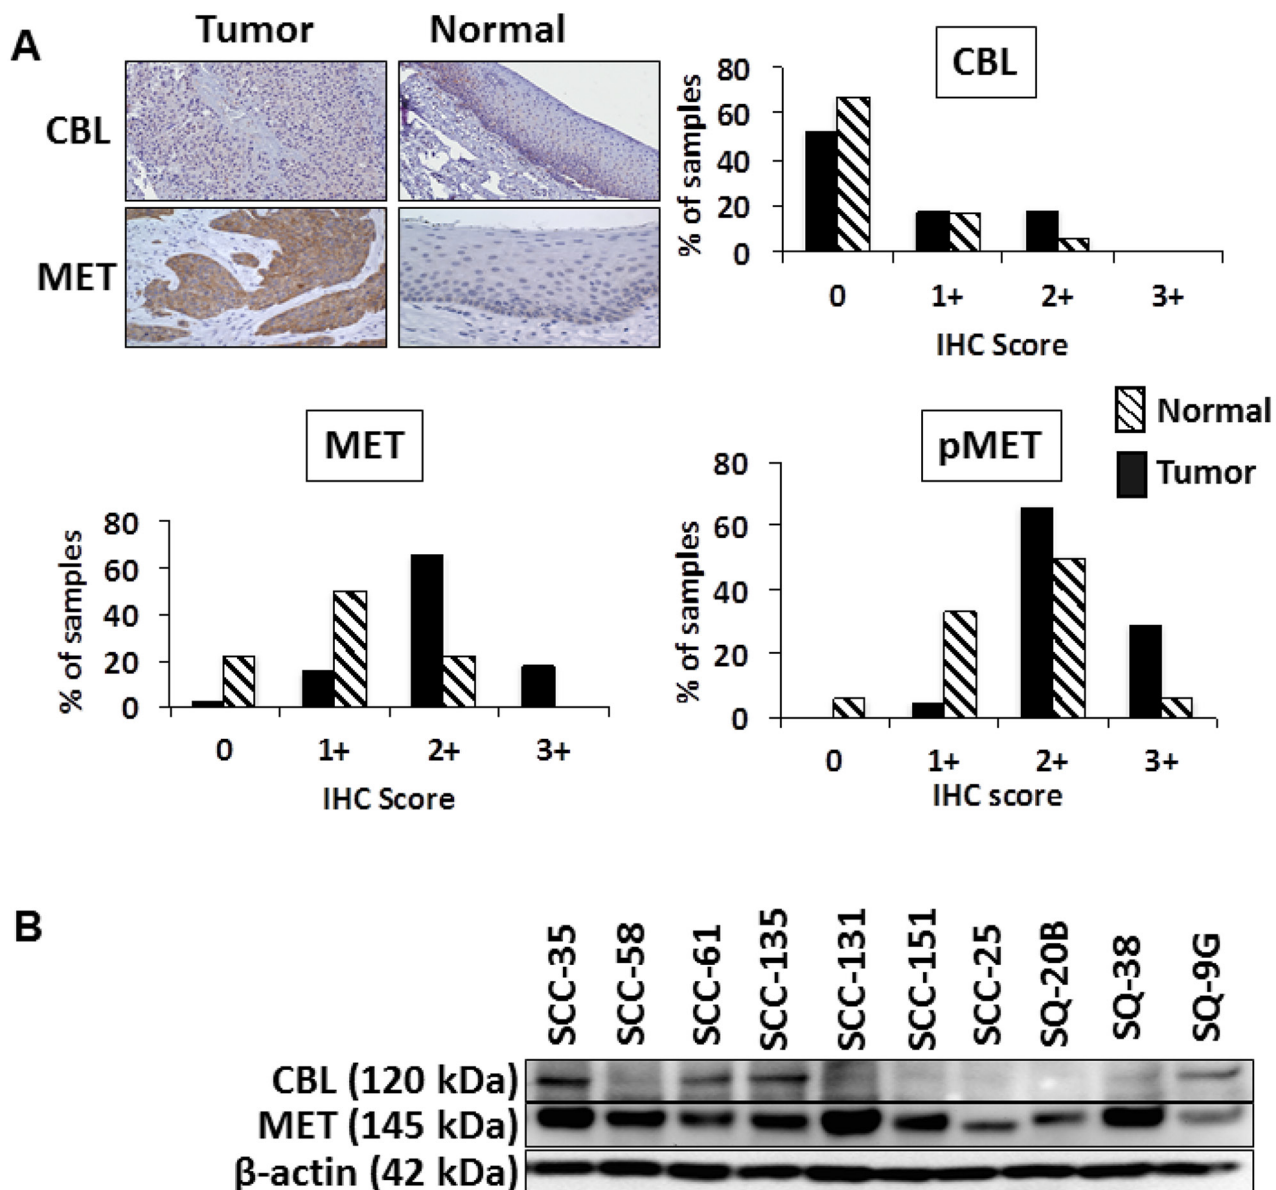 A
Tumor Normal
CBL
MET
CBL
% of samples
80
60
40
20
0
0 1+ 2+ 3+
IHC Score
MET
% of samples
80
60
40
20
0
0 1+ 2+ 3+
IHC Score
pMET
% of samples
80
60
40
20
0
0 1+ 2+ 3+
IHC score
Normal
Tumor
B
SCC-35 SCC-58 SCC-61 SCC-135 SCC-131 SCC-151 SCC-25 SQ-20B SQ-38 SQ-9G
CBL (120 kDa)
MET (145 kDa)
β-actin (42 kDa)